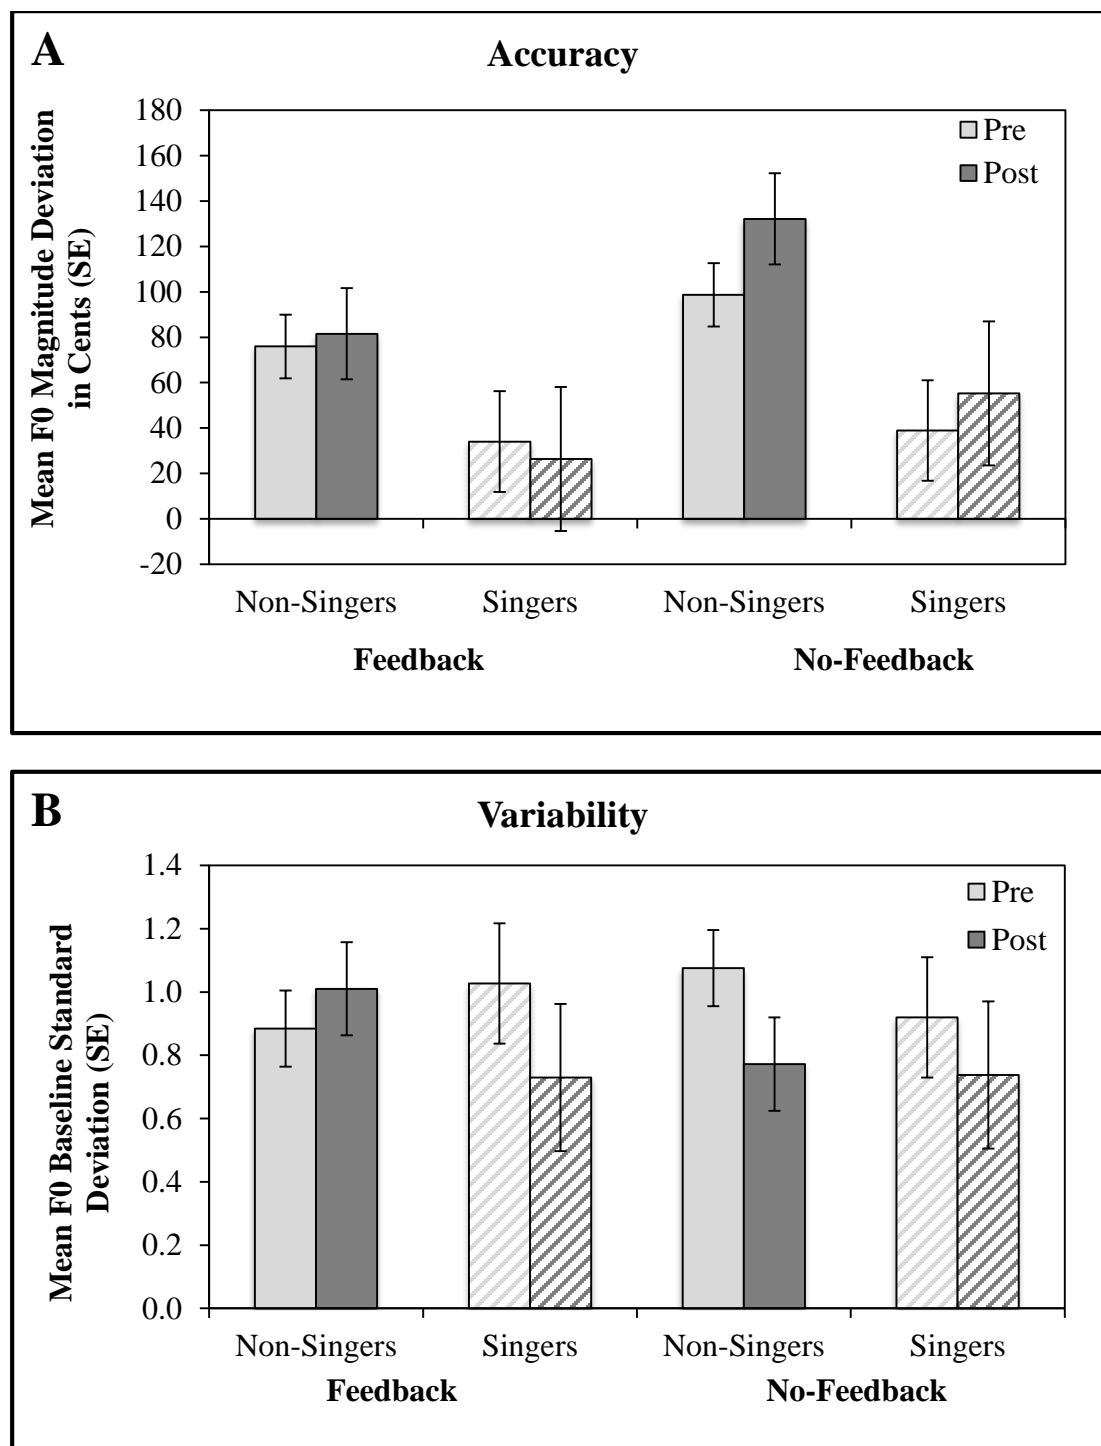 A
Accuracy
Mean F0 Magnitude Deviation
in Cents (SE)
180
160
140
120
100
80
60
40
20
0
-20
Pre
Post
Non-Singers
Singers
Non-Singers
Singers
Feedback
No-Feedback
B
Variability
Mean F0 Baseline Standard
Deviation (SE)
1.4
1.2
1.0
0.8
0.6
0.4
0.2
0.0
Pre
Post
Non-Singers
Singers
Non-Singers
Singers
Feedback
No-Feedback